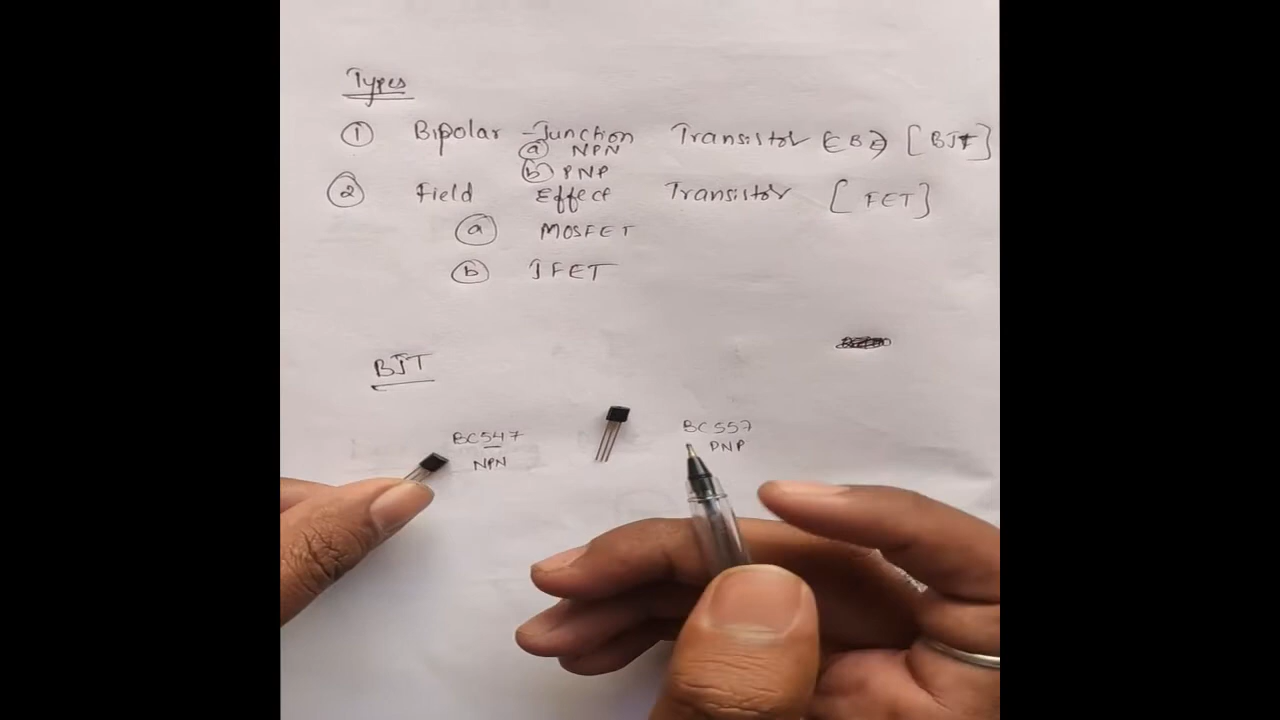 Types
① Bipolar Junction Transistor [BJT]
ⓐ NPN
ⓑ PNP
② Field Effect Transistor [FET]
ⓐ MOSFET
ⓑ JFET
BJT
BC547
NPN
BC557
PNP